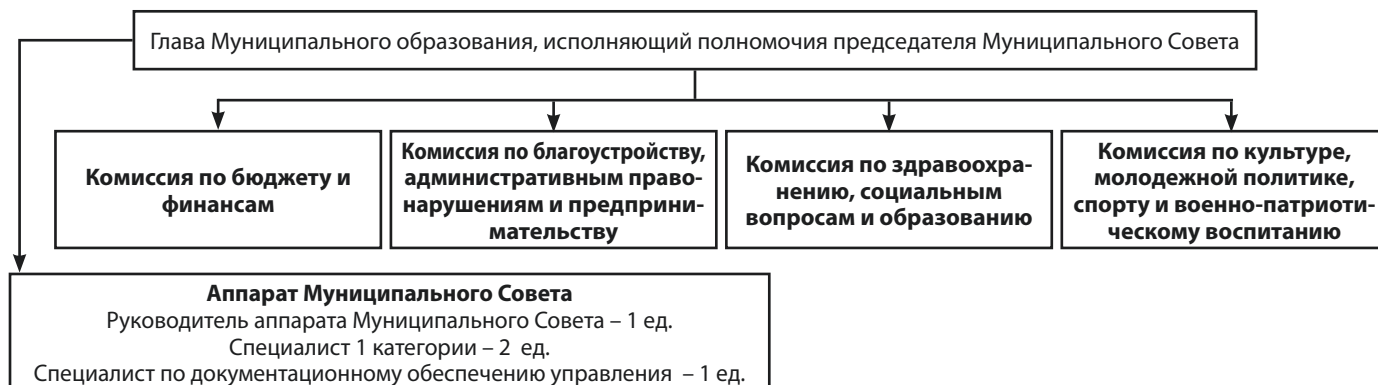 Глава Муниципального образования, исполняющий полномочия председателя Муниципального Совета
Комиссия по бюджету и
финансам
Комиссия по благоустройству,
административным право-
нарушениям и предприни-
мательству
Комиссия по здравоохра-
нению, социальным
вопросам и образованию
Комиссия по культуре,
молодежной политике,
спорту и военно-патриоти-
ческому воспитанию
Аппарат Муниципального Совета
Руководитель аппарата Муниципального Совета – 1 ед.
Специалист 1 категории – 2 ед.
Специалист по документационному обеспечению управления – 1 ед.